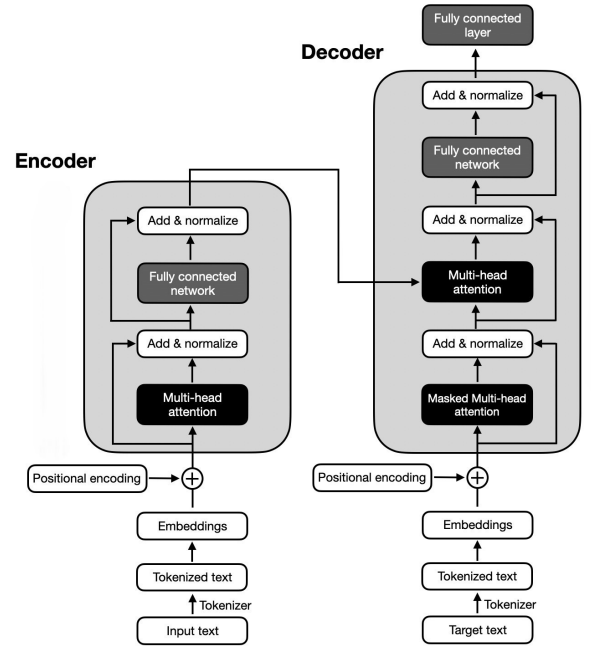 Fully connected
layer
Decoder
Add & normalize
Fully connected
network
Encoder
Add & normalize
Add & normalize
Fully connected
network
Multi-head
attention
Add & normalize
Add & normalize
Multi-head
attention
Masked Multi-head
attention
Positional encoding
+
Positional encoding
+
Embeddings
Embeddings
Tokenized text
Tokenized text
Tokenizer
Tokenizer
Input text
Target text